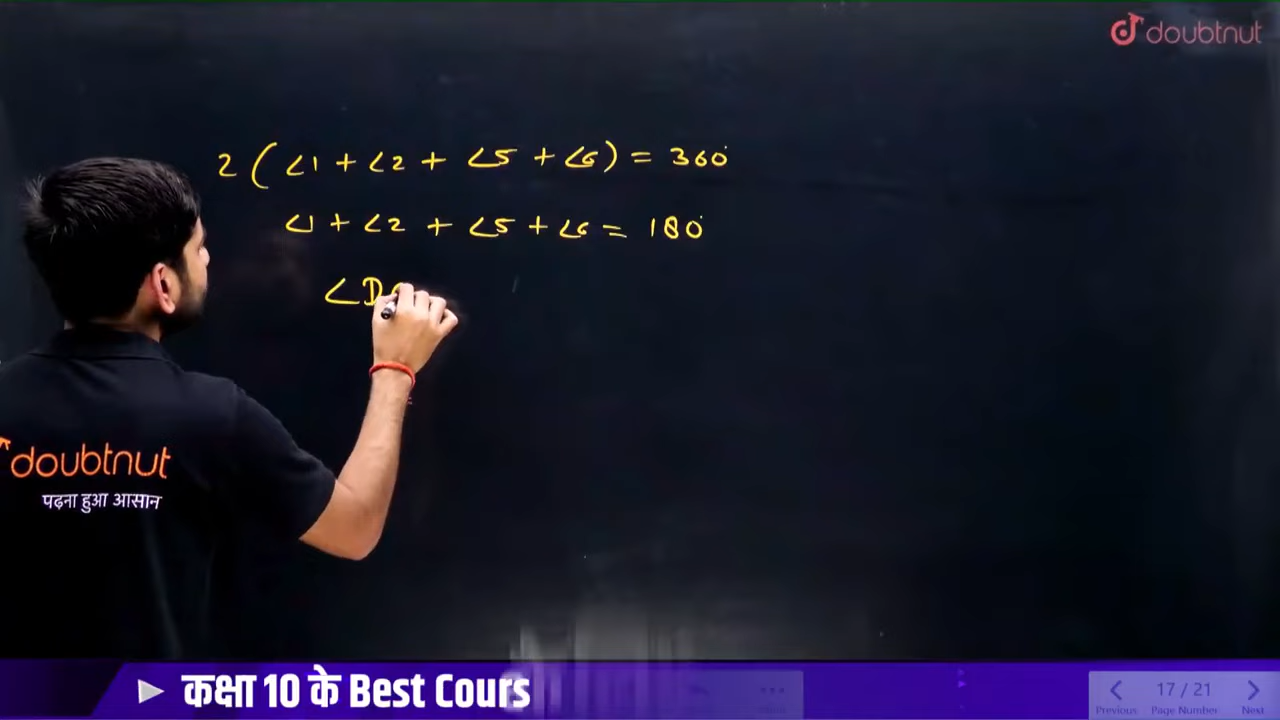 doubtnut
2 (∠1 + ∠2 + ∠5 + ∠6) = 360°
∠1 + ∠2 + ∠5 + ∠6 = 180°
∠D
doubtnut
पढ़ना हुआ आसान
कक्षा 10 के Best Cours
17 / 21
Previous Page Number Next